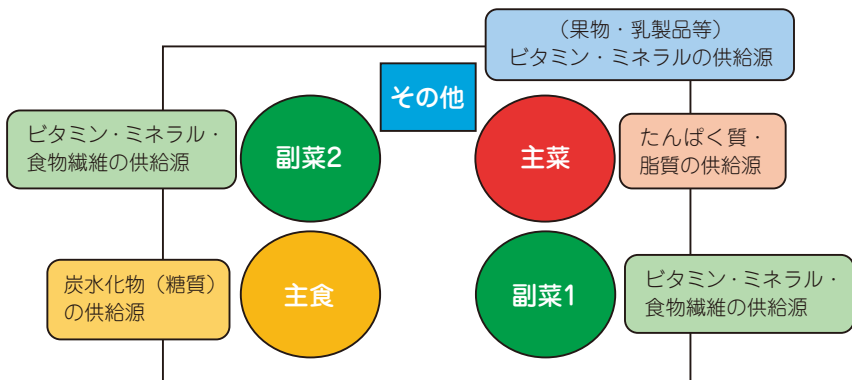 (果物・乳製品等)
ビタミン・ミネラルの供給源
その他
ビタミン・ミネラル・
食物繊維の供給源
副菜2
主菜
たんぱく質・
脂質の供給源
炭水化物(糖質)
の供給源
主食
副菜1
ビタミン・ミネラル・
食物繊維の供給源